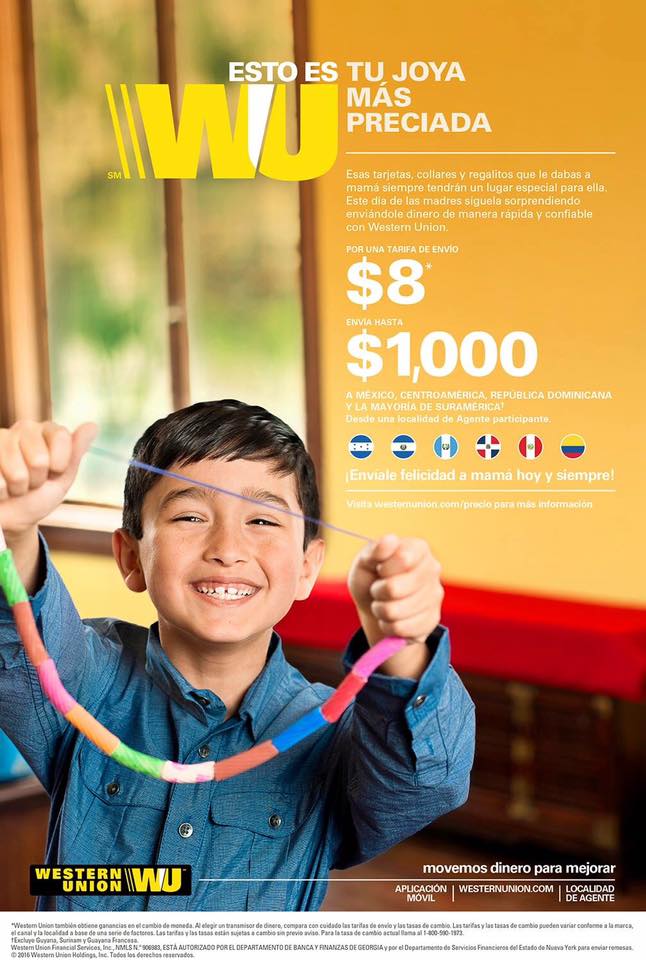 ESTO ES TU JOYA
MÁS
PRECIADA
WU
SM
Esas tarjetas, collares y regalitos que le dabas a
mamá siempre tendrán un lugar especial para ella.
Este día de las madres síguela sorprendiendo
enviándole dinero de manera rápida y confiable
con Western Union.
POR UNA TARIFA DE ENVÍO
$8*
ENVÍA HASTA
$1,000
A MÉXICO, CENTROAMÉRICA, REPÚBLICA DOMINICANA
Y LA MAYORÍA DE SURAMÉRICA†
Desde una localidad de Agente participante.
¡Envíale felicidad a mamá hoy y siempre!
Visita westernunion.com/precio para más información
WESTERN
UNION WU
movemos dinero para mejorar
APLICACIÓN
MÓVIL
WESTERNUNION.COM
LOCALIDAD
DE AGENTE
*Western Union también obtiene ganancias en el cambio de moneda. Al elegir un transmisor de dinero, compara con cuidado las tarifas de envío y las tasas de cambio. Las tarifas y las tasas de cambio pueden variar conforme a la marca,
el canal y la localidad a base de una serie de factores. Las tarifas y las tasas están sujetas a cambio sin previo aviso. Para la tasa de cambio actual llama al 1-800-590-1973.
†Excluye Guyana, Surinam y Guayana Francesa.
Western Union Financial Services, Inc., NMLS N.° 906983, ESTÁ AUTORIZADO POR EL DEPARTAMENTO DE BANCA Y FINANZAS DE GEORGIA y por el Departamento de Servicios Financieros del Estado de Nueva York para enviar remesas.
© 2016 Western Union Holdings, Inc. Todos los derechos reservados.